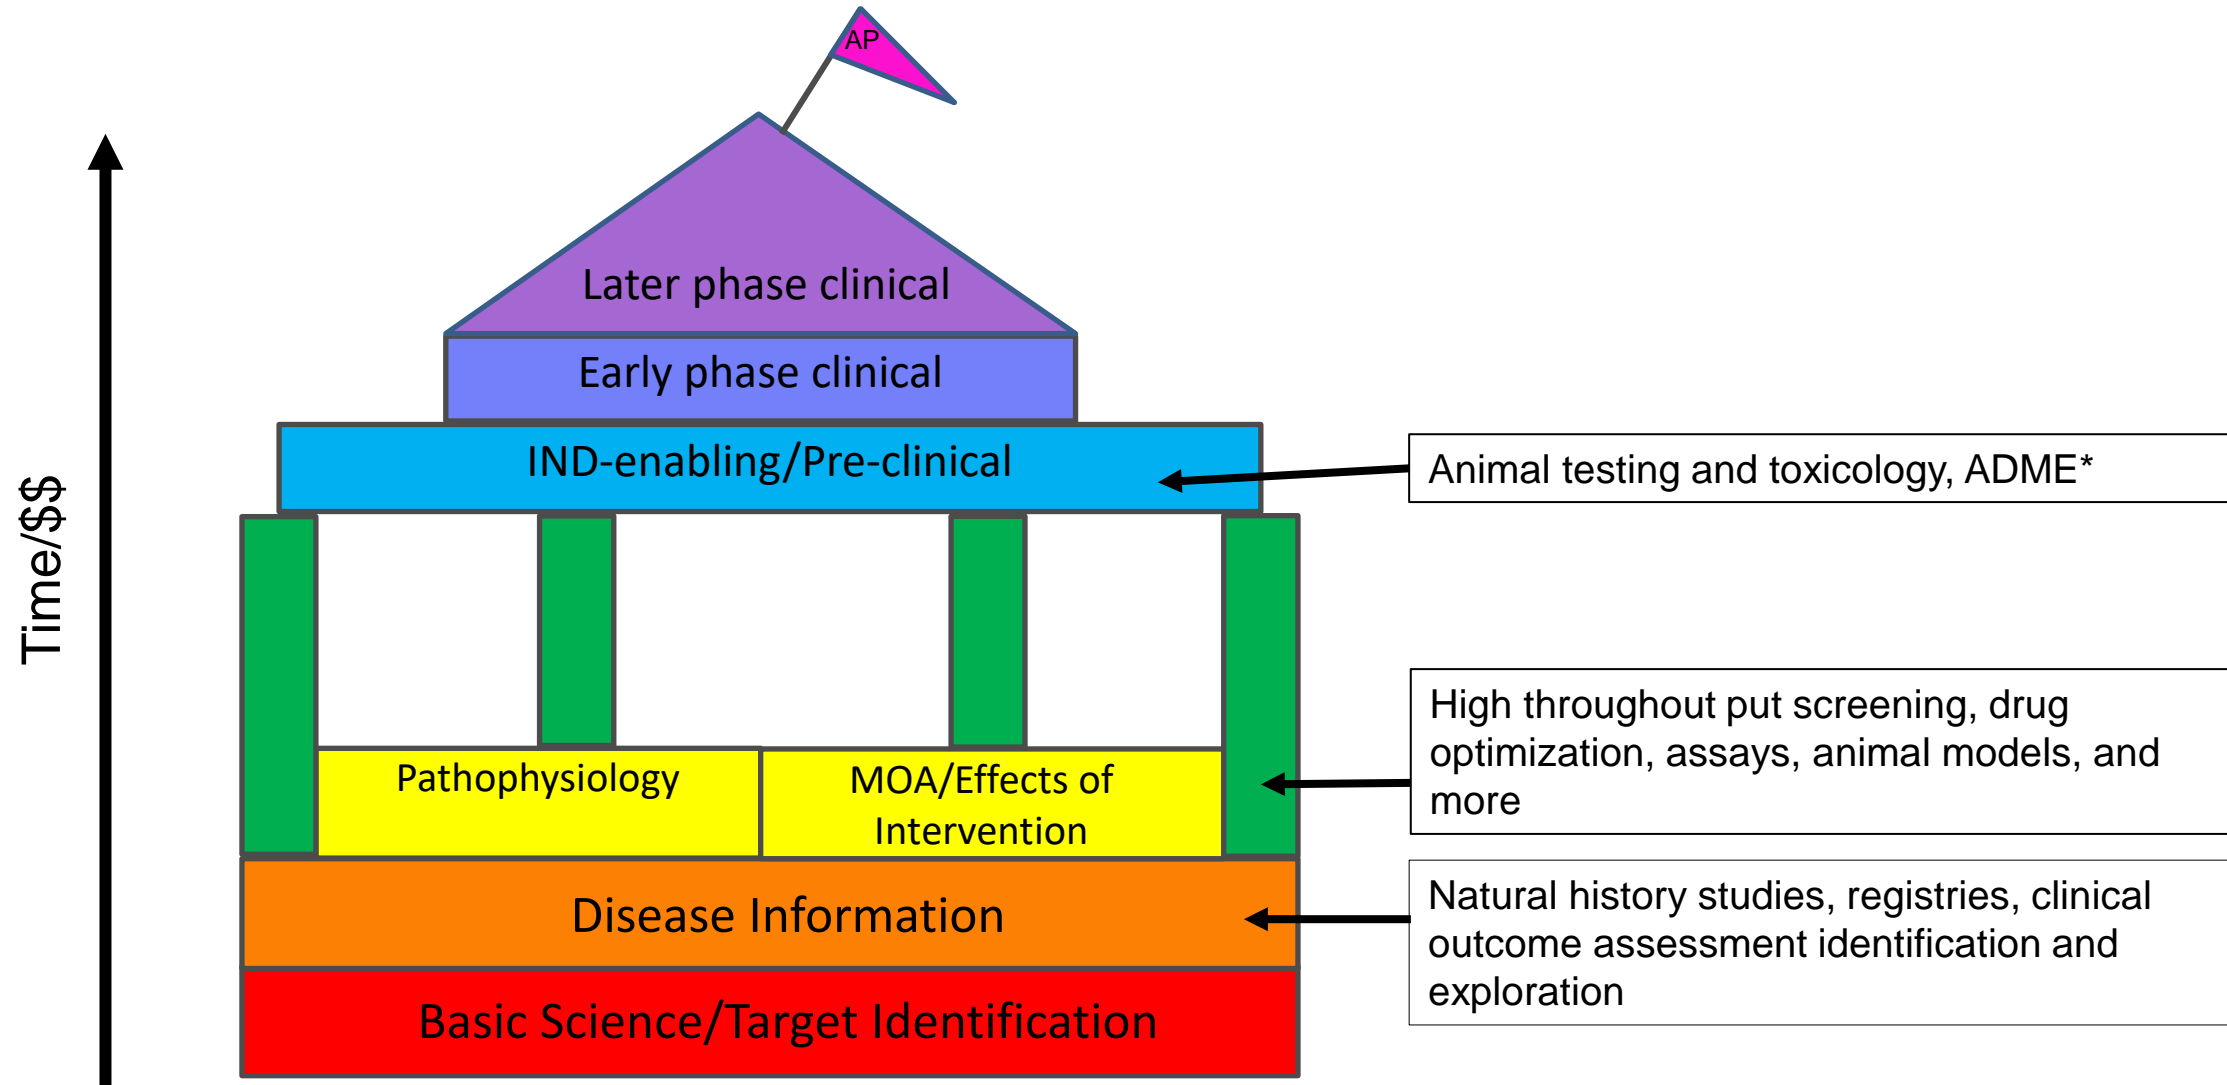 AP
Later phase clinical
Early phase clinical
IND-enabling/Pre-clinical
Animal testing and toxicology, ADME*
Time/$$
High throughout put screening, drug
optimization, assays, animal models, and
more
Pathophysiology
MOA/Effects of
Intervention
Disease Information
Natural history studies, registries, clinical
outcome assessment identification and
exploration
Basic Science/Target Identification